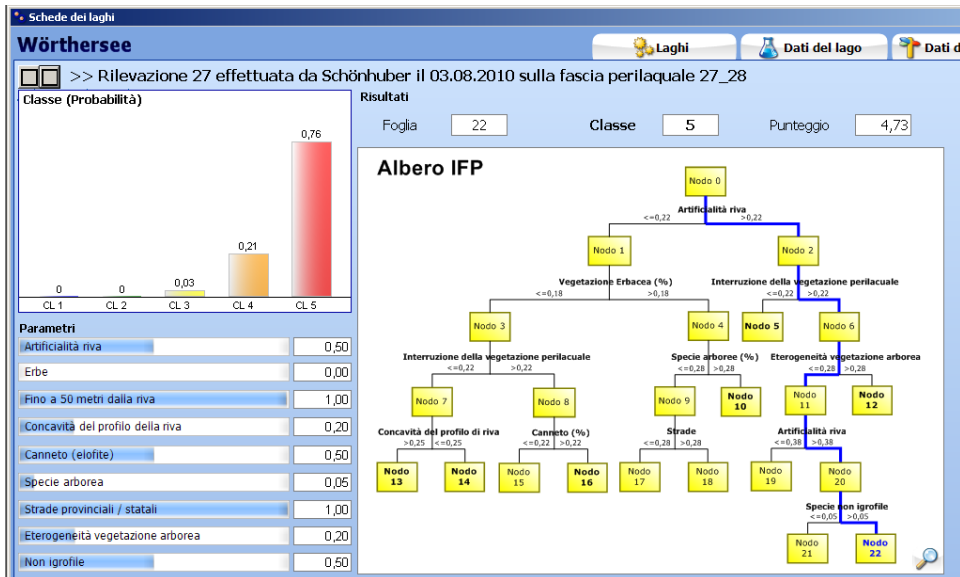 Schede dei laghi
Wörthersee
Laghi
Dati del lago
Dati d
>> Rilevazione 27 effettuata da Schönhuber il 03.08.2010 sulla fascia perilaquale 27_28
Classe (Probabilità)
0,76
0,21
0,03
0
0
CL 1 CL 2 CL 3 CL 4 CL 5
Parametri
Artificialità riva 0,50
Erbe 0,00
Fino a 50 metri dalla riva 1,00
Concavità del profilo della riva 0,20
Canneto (elofite) 0,50
Specie arborea 0,05
Strade provinciali / statali 1,00
Eterogeneità vegetazione arborea 0,20
Non igrofile 0,50
Risultati
Foglia 22 Classe 5 Punteggio 4,73
Albero IFP
Nodo 0
Artificialità riva
<=0,22 >0,22
Nodo 1 Nodo 2
Vegetazione Erbacea (%) Interruzione della vegetazione perilacuale
<=0,18 >0,18 <=0,22 >0,22
Nodo 3 Nodo 4 Nodo 5 Nodo 6
Interruzione della vegetazione perilacuale Specie arboree (%) Eterogeneità vegetazione arborea
<=0,22 >0,22 <=0,28 >0,28 <=0,28 >0,28
Nodo 7 Nodo 8 Nodo 9 Nodo 10 Nodo 11 Nodo 12
Concavità del profilo di riva Canneto (%) Strade Artificialità riva
>0,25 <=0,25 <=0,22 >0,22 <=0,28 >0,28 <=0,38 >0,38
Nodo 13 Nodo 14 Nodo 15 Nodo 16 Nodo 17 Nodo 18 Nodo 19 Nodo 20
Specie non igrofile
<=0,05 >0,05
Nodo 21 Nodo 22